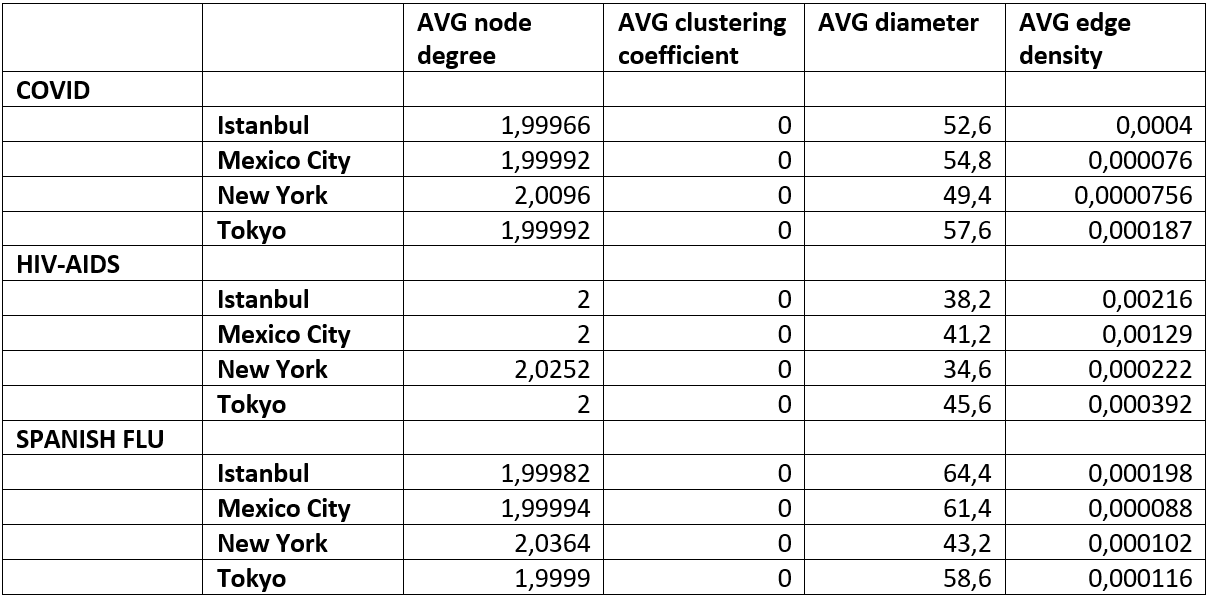 AVG node degree AVG clustering coefficient AVG diameter AVG edge density
COVID
Istanbul 1,99966 0 52,6 0,0004
Mexico City 1,99992 0 54,8 0,000076
New York 2,0096 0 49,4 0,0000756
Tokyo 1,99992 0 57,6 0,000187
HIV-AIDS
Istanbul 2 0 38,2 0,00216
Mexico City 2 0 41,2 0,00129
New York 2,0252 0 34,6 0,000222
Tokyo 2 0 45,6 0,000392
SPANISH FLU
Istanbul 1,99982 0 64,4 0,000198
Mexico City 1,99994 0 61,4 0,000088
New York 2,0364 0 43,2 0,000102
Tokyo 1,9999 0 58,6 0,000116